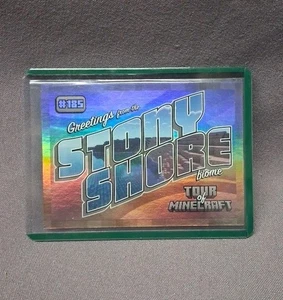 #185
Greetings from the
STONY
SHORE
biome
TOUR
of
MINECRAFT